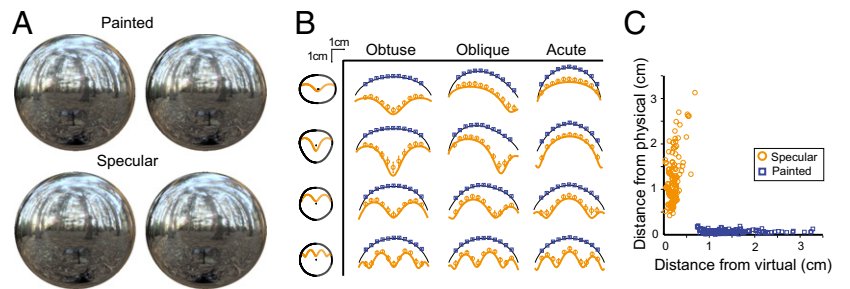 A
Painted
Specular
B
1cm
1cm
Obtuse
Oblique
Acute
C
Distance from physical (cm)
3
2
1
0
0
1
2
3
Distance from virtual (cm)
Specular
Painted